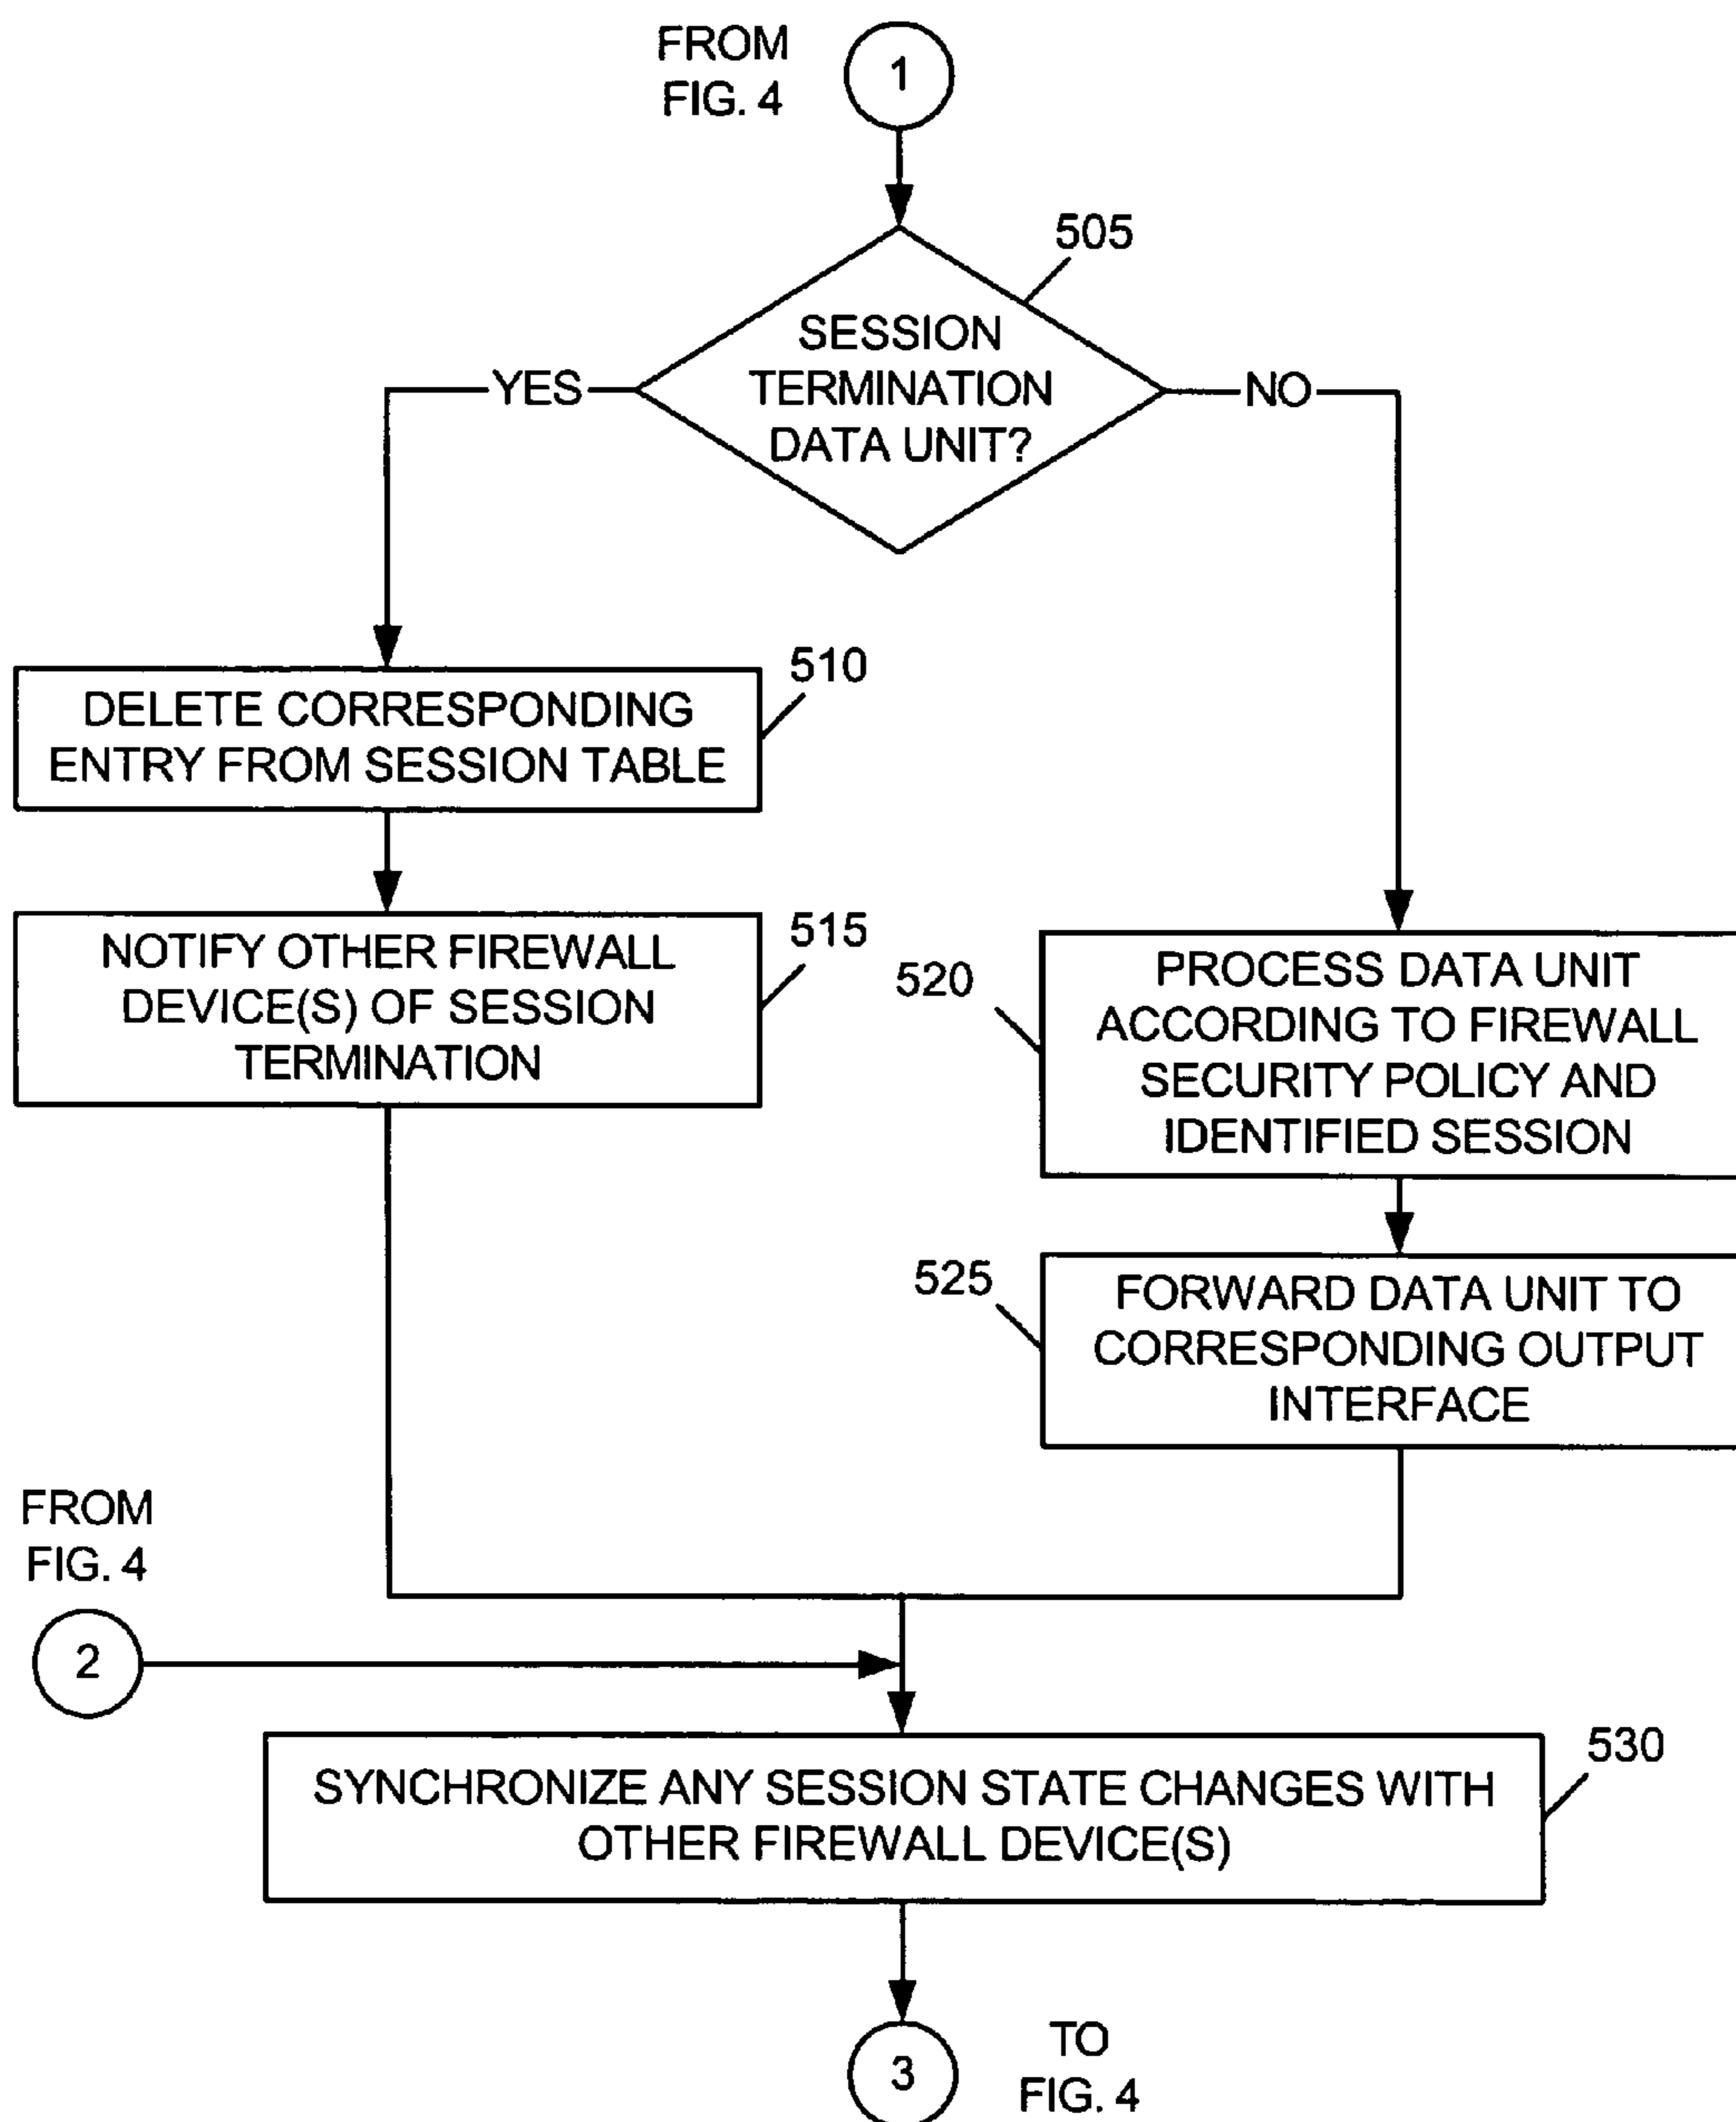 FROM
FIG. 4
1
505
SESSION
TERMINATION
DATA UNIT?
YES
NO
510
DELETE CORRESPONDING
ENTRY FROM SESSION TABLE
515
NOTIFY OTHER FIREWALL
DEVICE(S) OF SESSION
TERMINATION
520
PROCESS DATA UNIT
ACCORDING TO FIREWALL
SECURITY POLICY AND
IDENTIFIED SESSION
525
FORWARD DATA UNIT TO
CORRESPONDING OUTPUT
INTERFACE
FROM
FIG. 4
2
530
SYNCHRONIZE ANY SESSION STATE CHANGES WITH
OTHER FIREWALL DEVICE(S)
3
TO
FIG. 4